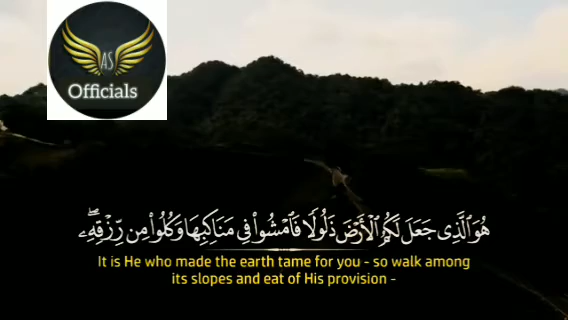 AS
Officials
هُوَ ٱلَّذِى جَعَلَ لَكُمُ ٱلْأَرْضَ ذَلُولًا فَٱمْشُوا۟ فِى مَنَاكِبِهَا وَكُلُوا۟ مِن رِّزْقِهِۦ ۖ
It is He who made the earth tame for you - so walk among
its slopes and eat of His provision -